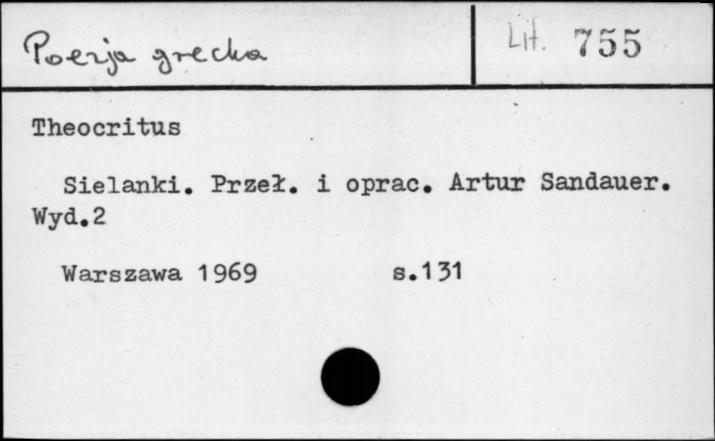 Poezja grecka
Lit. 755
Theocritus
Sielanki. Przeł. i oprac. Artur Sandauer.
Wyd.2
Warszawa 1969 s.131